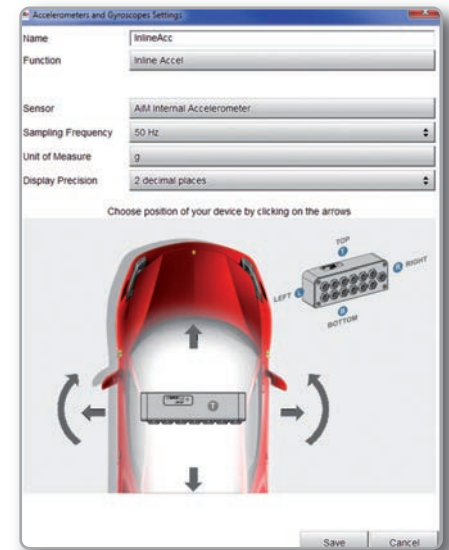 Accelerometers and Gyroscopes Settings
Name InlineAcc
Function Inline Accel
Sensor AiM Internal Accelerometer
Sampling Frequency 50 Hz
Unit of Measure g
Display Precision 2 decimal places
Choose position of your device by clicking on the arrows
TOP
T
R RIGHT
LEFT L
B
BOTTOM
T
Save Cancel